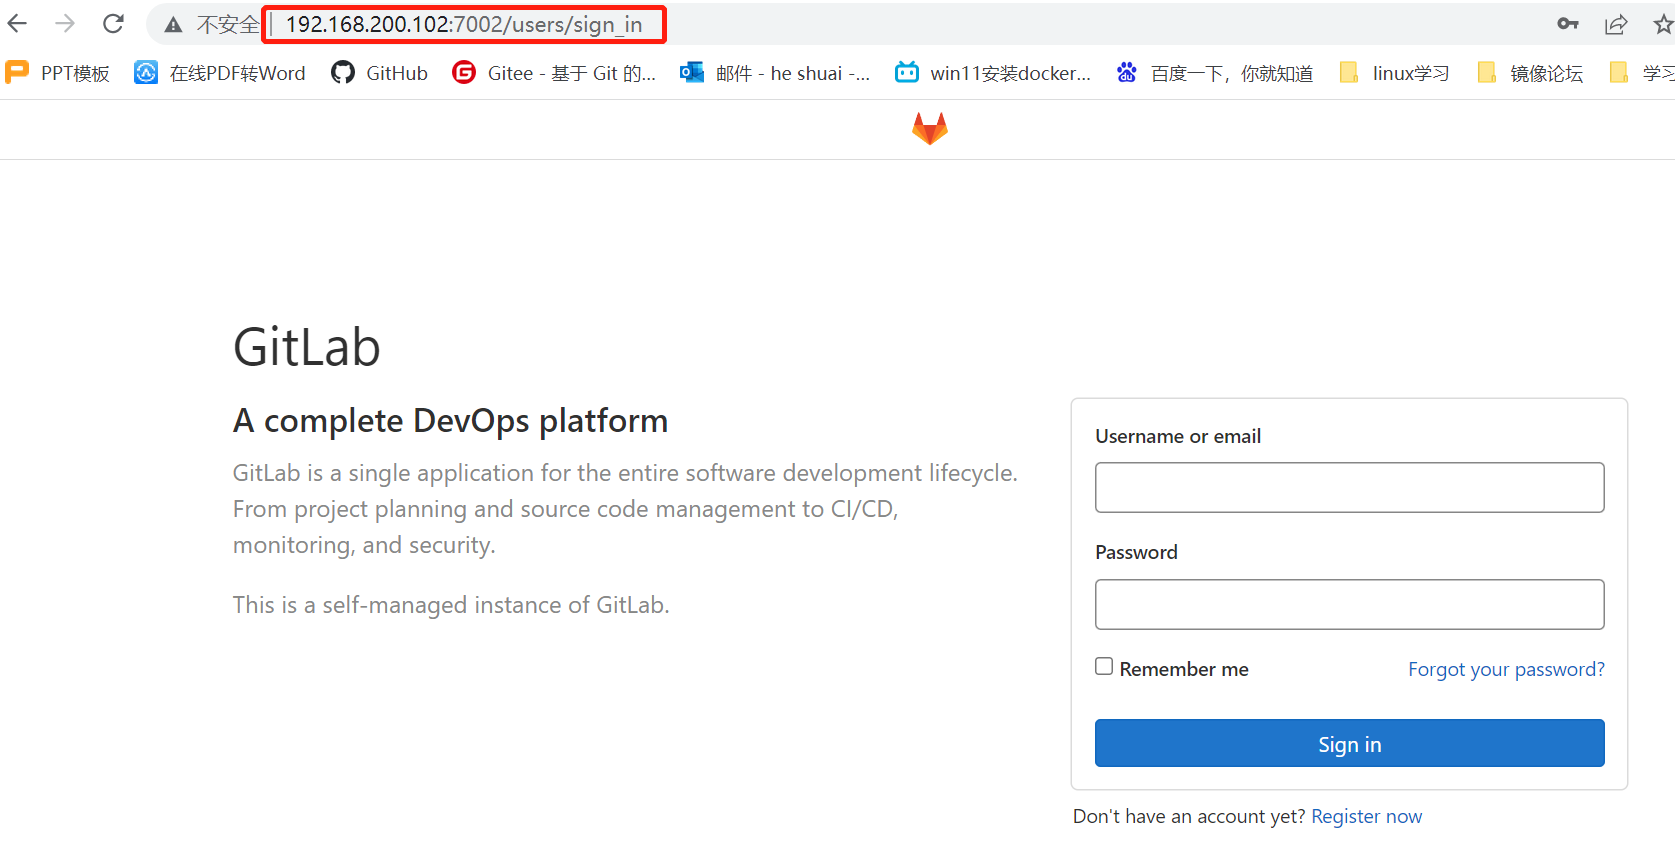 不安全 192.168.200.102:7002/users/sign_in
PPT模板 在线PDF转Word GitHub Gitee - 基于 Git 的... 邮件 - he shuai -... win11安装docker... 百度一下，你就知道 linux学习 镜像论坛 学习
GitLab
A complete DevOps platform
GitLab is a single application for the entire software development lifecycle.
From project planning and source code management to CI/CD,
monitoring, and security.
This is a self-managed instance of GitLab.
Username or email
Password
Remember me Forgot your password?
Sign in
Don't have an account yet? Register now